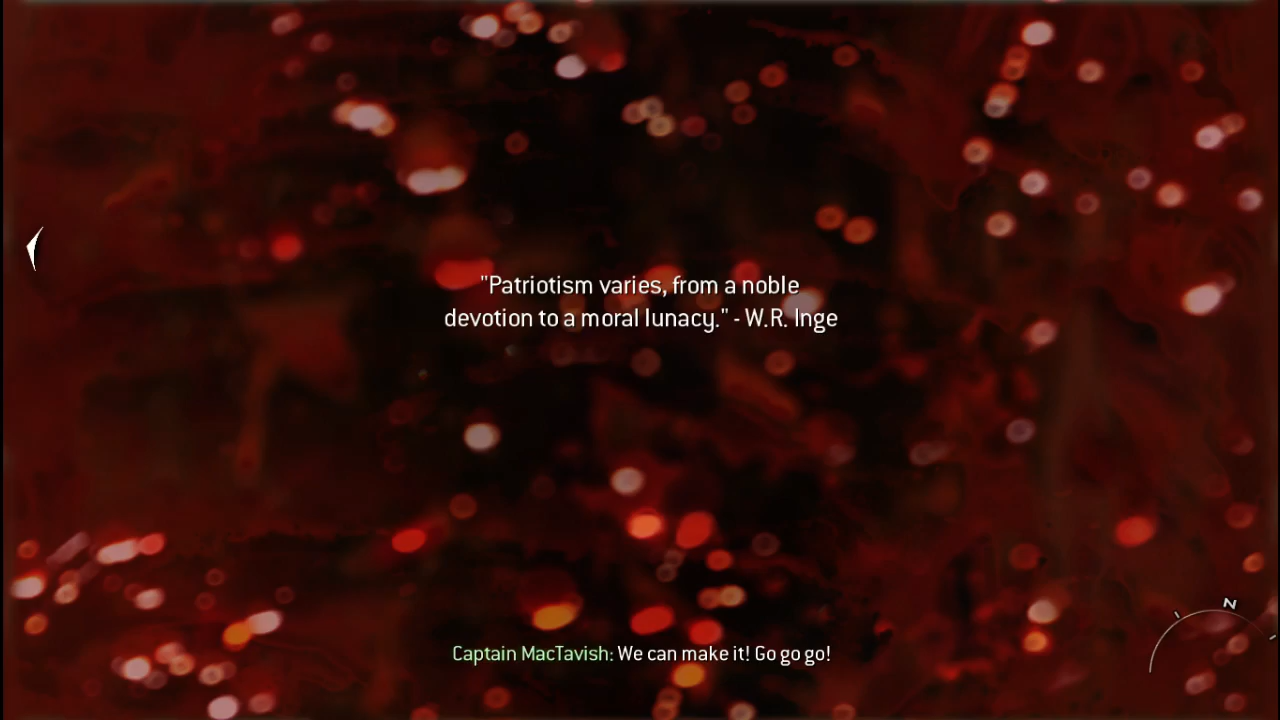 "Patriotism varies, from a noble
devotion to a moral lunacy." - W.R. Inge
Captain MacTavish: We can make it! Go go go!
N